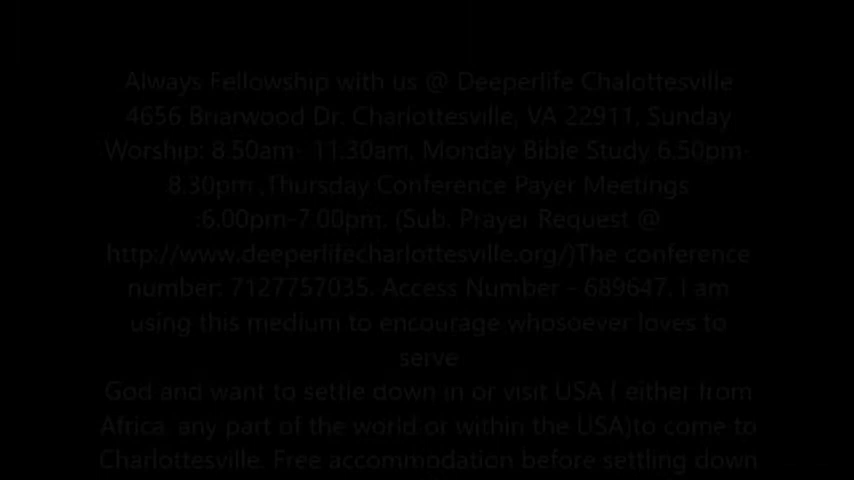 Always Fellowship with us @ Deeperlife Chalottesville
4656 Briarwood Dr. Charlottesville, VA 22911, Sunday
Worship: 8.50am- 11.30am, Monday Bible Study 6.50pm-
8.30pm ,Thursday Conference Payer Meetings
:6.00pm-7.00pm. (Sub. Prayer Request @
http://www.deeperlifecharlottesville.org/)The conference
number: 7127757035. Access Number - 689647. I am
using this medium to encourage whosoever loves to
serve
God and want to settle down in or visit USA ( either from
Africa any part of the world or within the USA)to come to
Charlottesville. Free accommodation before settling down